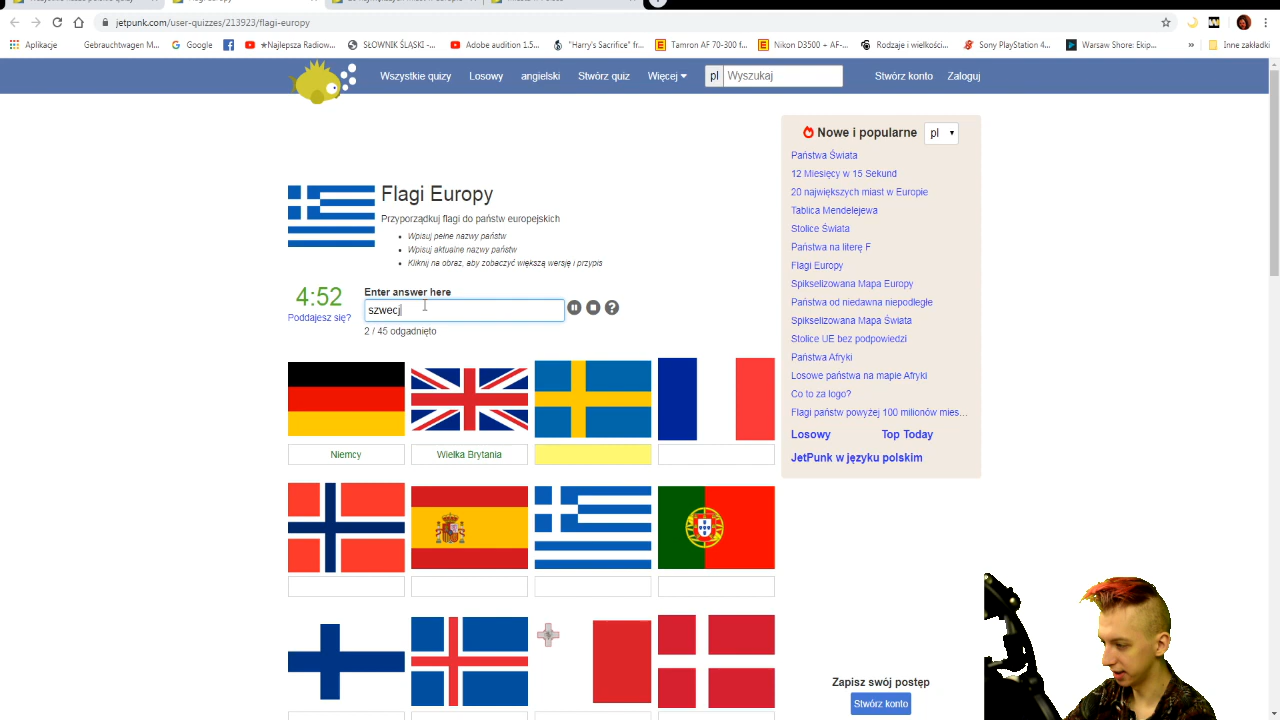 jetpunk.com/user-quizzes/213923/flagi-europy
Aplikacje
Gebrauchtwagen M...
Google
★Najlepsza Radiow...
SŁOWNIK ŚLĄSKI -...
Adobe audition 1.5...
"Harry's Sacrifice" fr...
Tamron AF 70-300 f...
Nikon D3500 + AF-...
Rodzaje i wielkości...
Sony PlayStation 4...
Warsaw Shore: Ekip...
»
Inne zakładki
Wszystkie quizy
Losowy
angielski
Stwórz quiz
Więcej
pl
Wyszukaj
Stwórz konto
Zaloguj
Flagi Europy
Przyporządkuj flagi do państw europejskich
• Wpisuj pełne nazwy państw
• Wpisuj aktualne nazwy państw
• Kliknij na obraz, aby zobaczyć większą wersję i przypis
4:52
Poddajesz się?
Enter answer here
szwecj
2 / 45 odgadnięto
Niemcy
Wielka Brytania
Nowe i popularne
pl
Państwa Świata
12 Miesięcy w 15 Sekund
20 największych miast w Europie
Tablica Mendelejewa
Stolice Świata
Państwa na literę F
Flagi Europy
Spikselizowana Mapa Europy
Państwa od niedawna niepodległe
Spikselizowana Mapa Świata
Stolice UE bez podpowiedzi
Państwa Afryki
Losowe państwa na mapie Afryki
Co to za logo?
Flagi państw powyżej 100 milionów mies...
Losowy
Top Today
JetPunk w języku polskim
Zapisz swój postęp
Stwórz konto